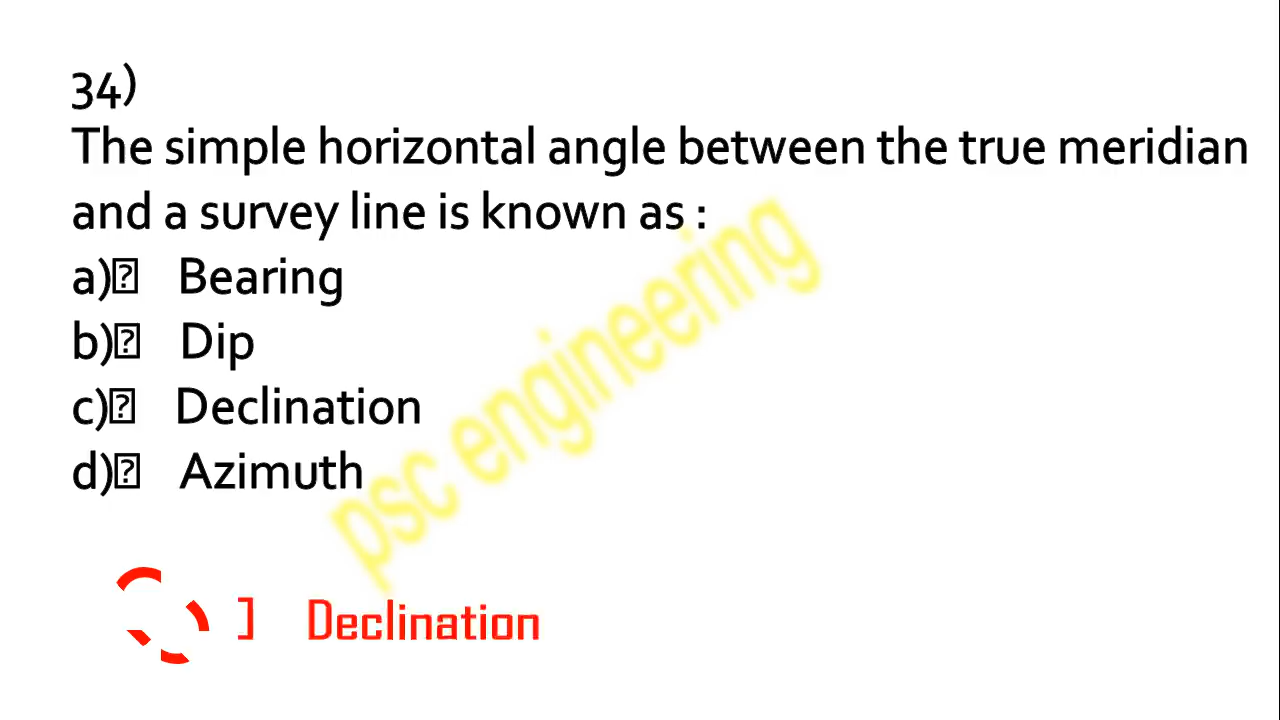 34)
The simple horizontal angle between the true meridian
and a survey line is known as :
a) Bearing
b) Dip
c) Declination
d) Azimuth
psc engineering
] Declination